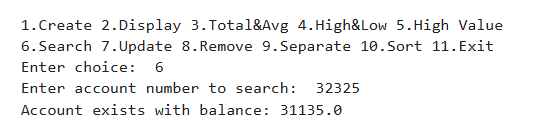 1.Create 2.Display 3.Total&Avg 4.High&Low 5.High Value
6.Search 7.Update 8.Remove 9.Separate 10.Sort 11.Exit
Enter choice:  6
Enter account number to search:  32325
Account exists with balance: 31135.0